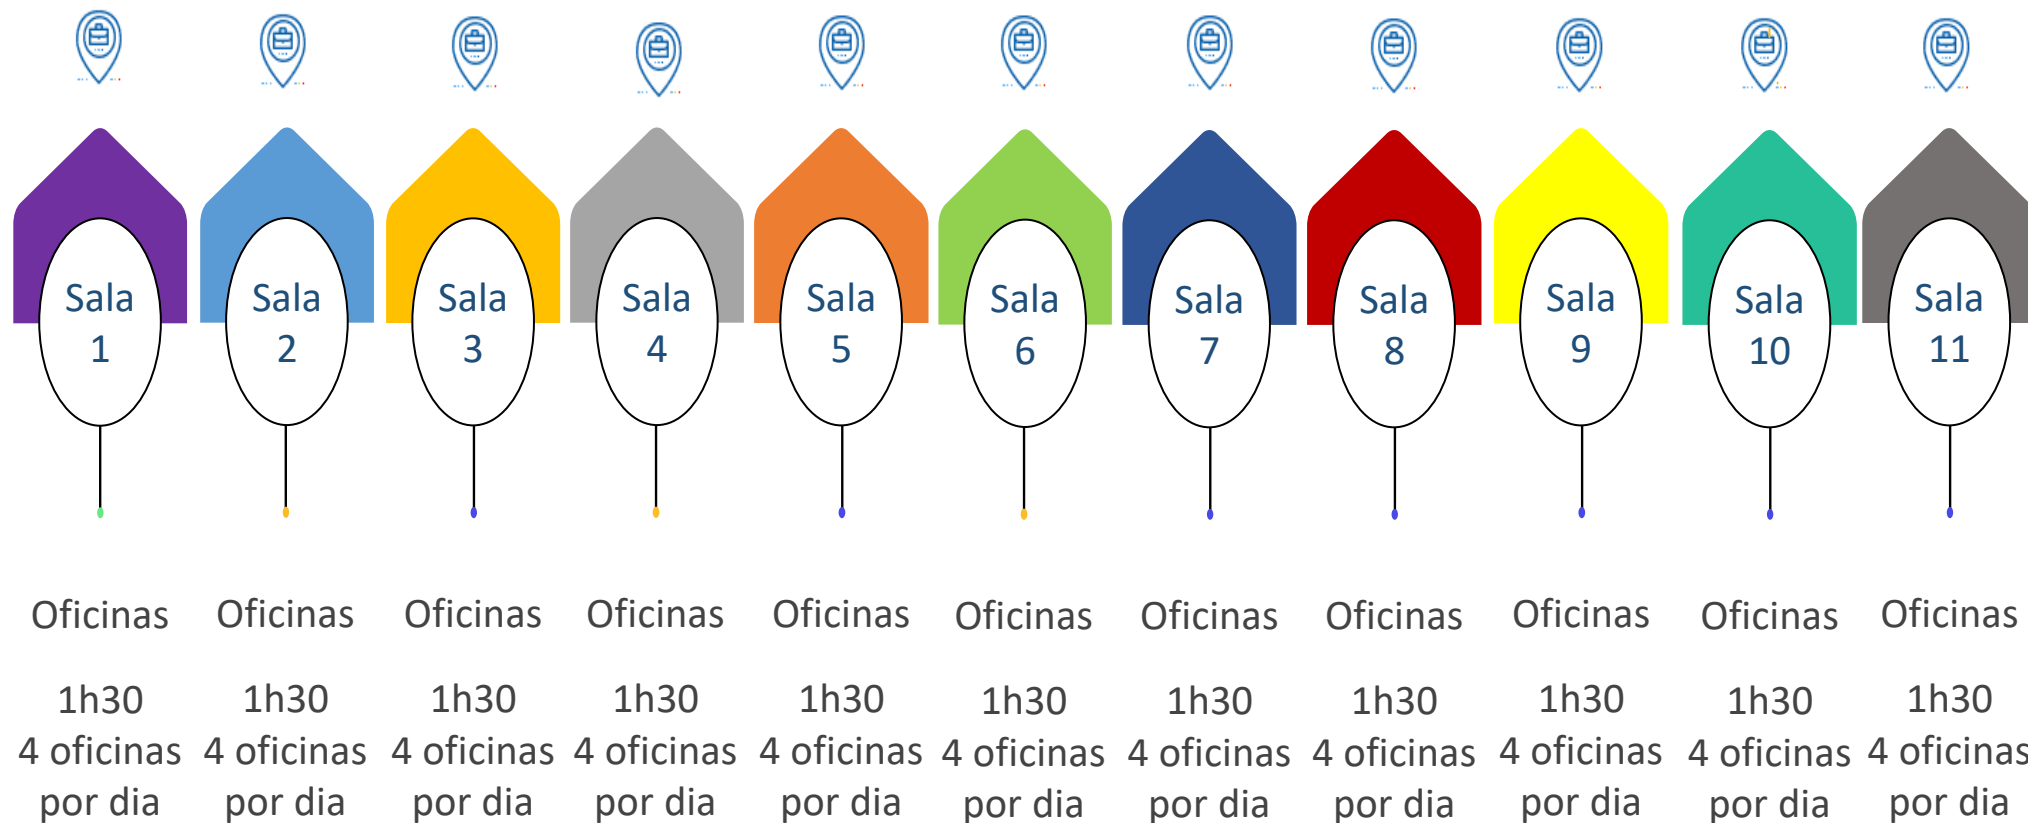 Sala
1
Sala
2
Sala
3
Sala
4
Sala
5
Sala
6
Sala
7
Sala
8
Sala
9
Sala
10
Sala
11
Oficinas
1h30
4 oficinas
por dia
Oficinas
1h30
4 oficinas
por dia
Oficinas
1h30
4 oficinas
por dia
Oficinas
1h30
4 oficinas
por dia
Oficinas
1h30
4 oficinas
por dia
Oficinas
1h30
4 oficinas
por dia
Oficinas
1h30
4 oficinas
por dia
Oficinas
1h30
4 oficinas
por dia
Oficinas
1h30
4 oficinas
por dia
Oficinas
1h30
4 oficinas
por dia
Oficinas
1h30
4 oficinas
por dia